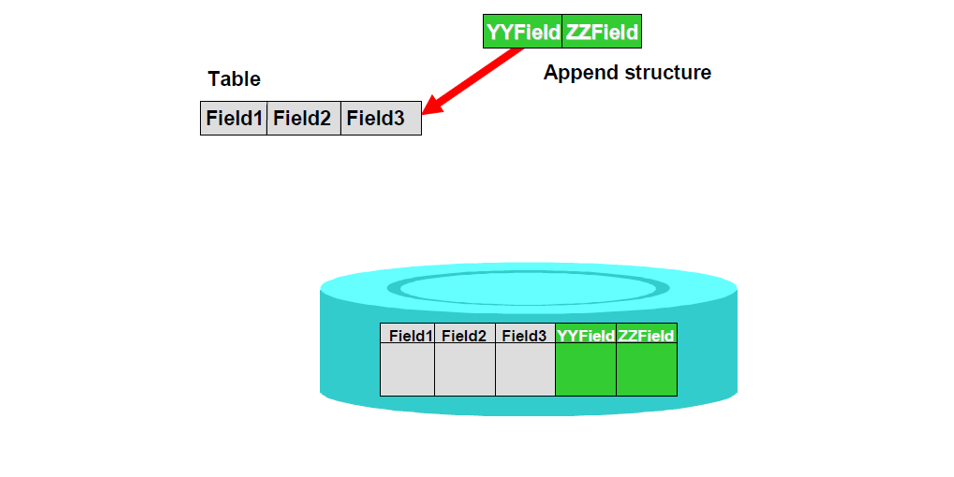 YYField ZZField
Append structure
Table
Field1 Field2 Field3
Field1 Field2 Field3 YYField ZZField